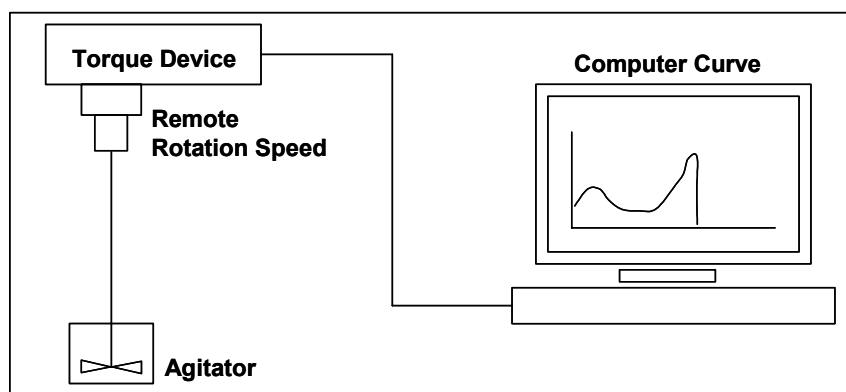 Torque Device
Computer Curve
Remote
Rotation Speed
Agitator